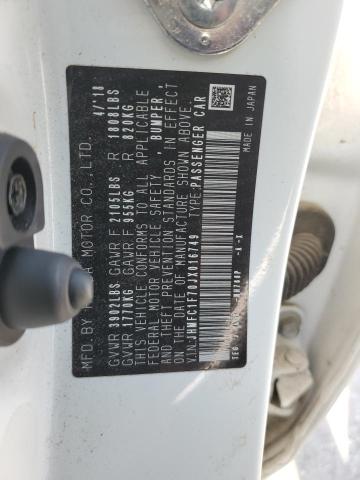 MFD.BY MOTOR CO.,LTD. 4/'18
GVWR 3902LBS GAWR F 2105LBS R 1808LBS
GVWR 1770KG GAWR F 955KG R 820KG
THIS VEHICLE CONFORMS TO ALL APPLICABLE
FEDERAL MOTOR VEHICLE SAFETY, BUMPER,
AND THEFT PREVENTION STANDARDS IN EFFECT
ON THE DATE OF MANUFACTURE SHOWN ABOVE.
V.I.N: TYPE:PASSENGER CAR
MADE IN JAPAN